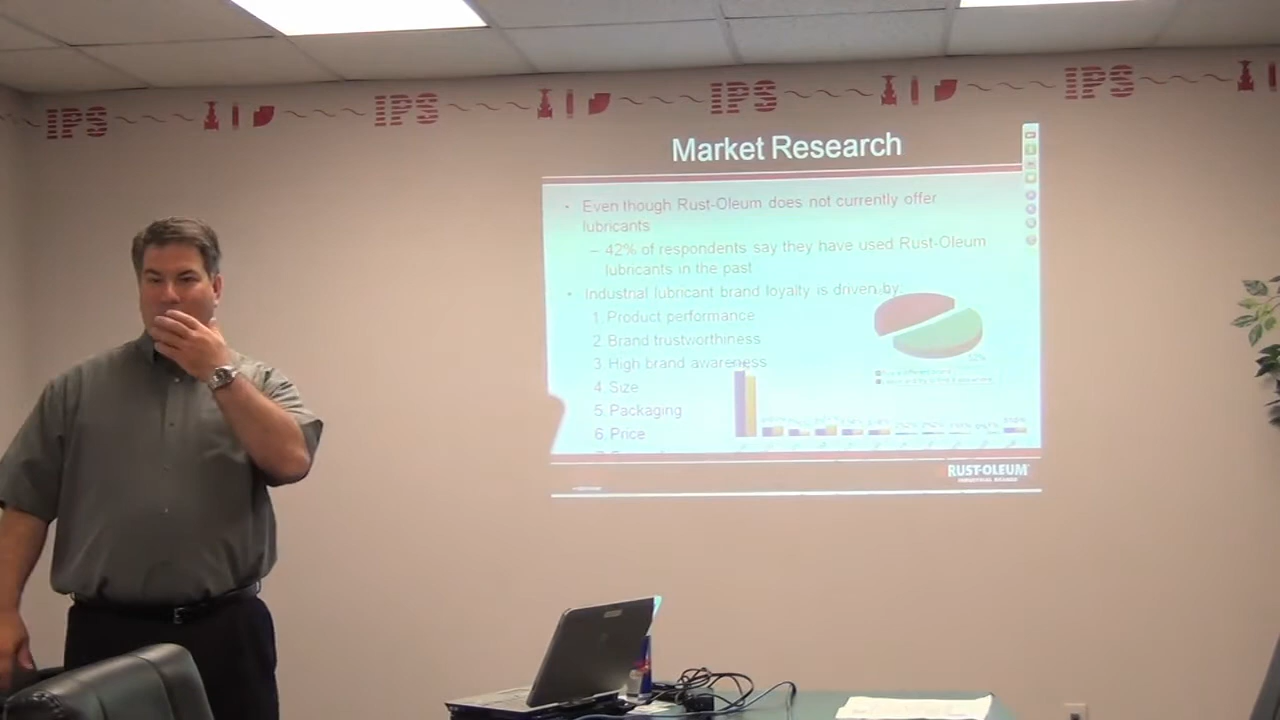 IPS
IPS
IPS
IPS
Market Research
• Even though Rust-Oleum does not currently offer
lubricants
– 42% of respondents say they have used Rust-Oleum
lubricants in the past
• Industrial lubricant brand loyalty is driven by:
1. Product performance
2. Brand trustworthiness
3. High brand awareness
4. Size
5. Packaging
6. Price
RUST-OLEUM